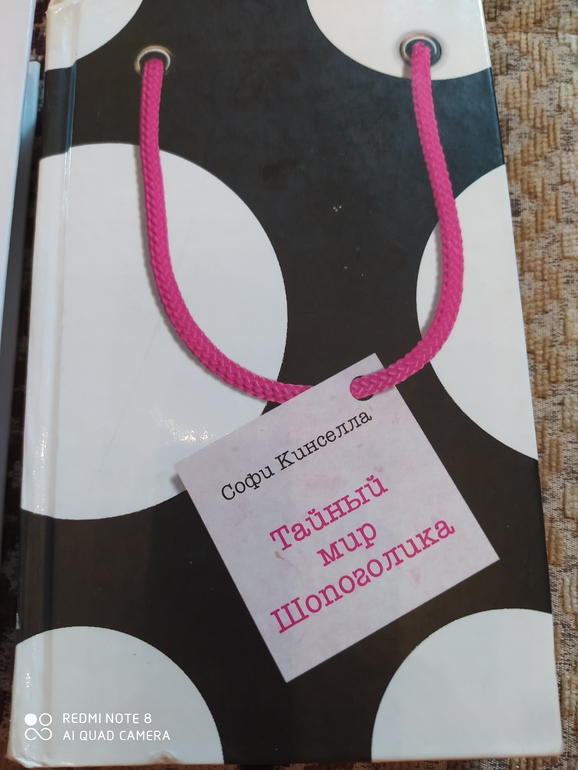 Софи Кинселла
Тайный
мир
Шопоголика
REDMI NOTE 8
AI QUAD CAMERA